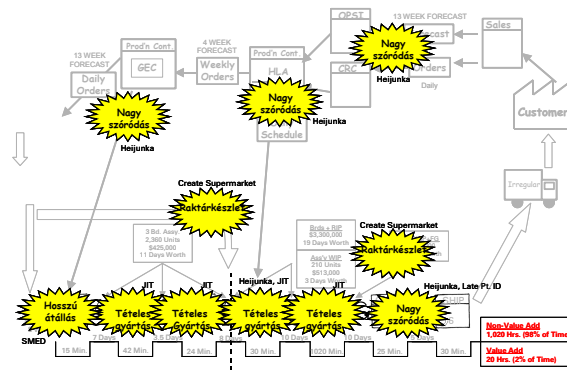 OPSI
13 WEEK FORECAST
4 WEEK
FORECAST
Prod'n Cont.
Prod'n Cont.
Sales
Nagy
szóródás
Orders
Heijunka
Daily
13 WEEK FORECAST
GEC
Weekly
Orders
HLA
CRC
Daily
Orders
Nagy
szóródás
Heijunka
Nagy
szóródás
Heijunka
Customer
Schedule
Irregular
Create Supermarket
Raktárkészlet
3 Bd. Assy
2,360 Units
$425,000
11 Days Worth
Brds + RIP
$3,300,000
19 Days Worth
Ass'y WIP
210 Units
$513,000
3 Days Worth
Create Supermarket
Raktárkészlet
JIT
JIT
Heijunka, JIT
JIT
Heijunka, Late Pt. ID
Hosszú
átállás
Tételes
gyártás
Tételes
Gyártás
Tételes
gyártás
Tételes
gyártás
Nagy
szóródás
SHIP
SMED
7 Days
3.5 Days
10 Days
10 Days
15 Min.
42 Min.
24 Min.
30 Min.
1020 Min.
25 Min.
30 Min.
Non-Value Add
1,020 Hrs. (98% of Time)
Value Add
20 Hrs. (2% of Time)